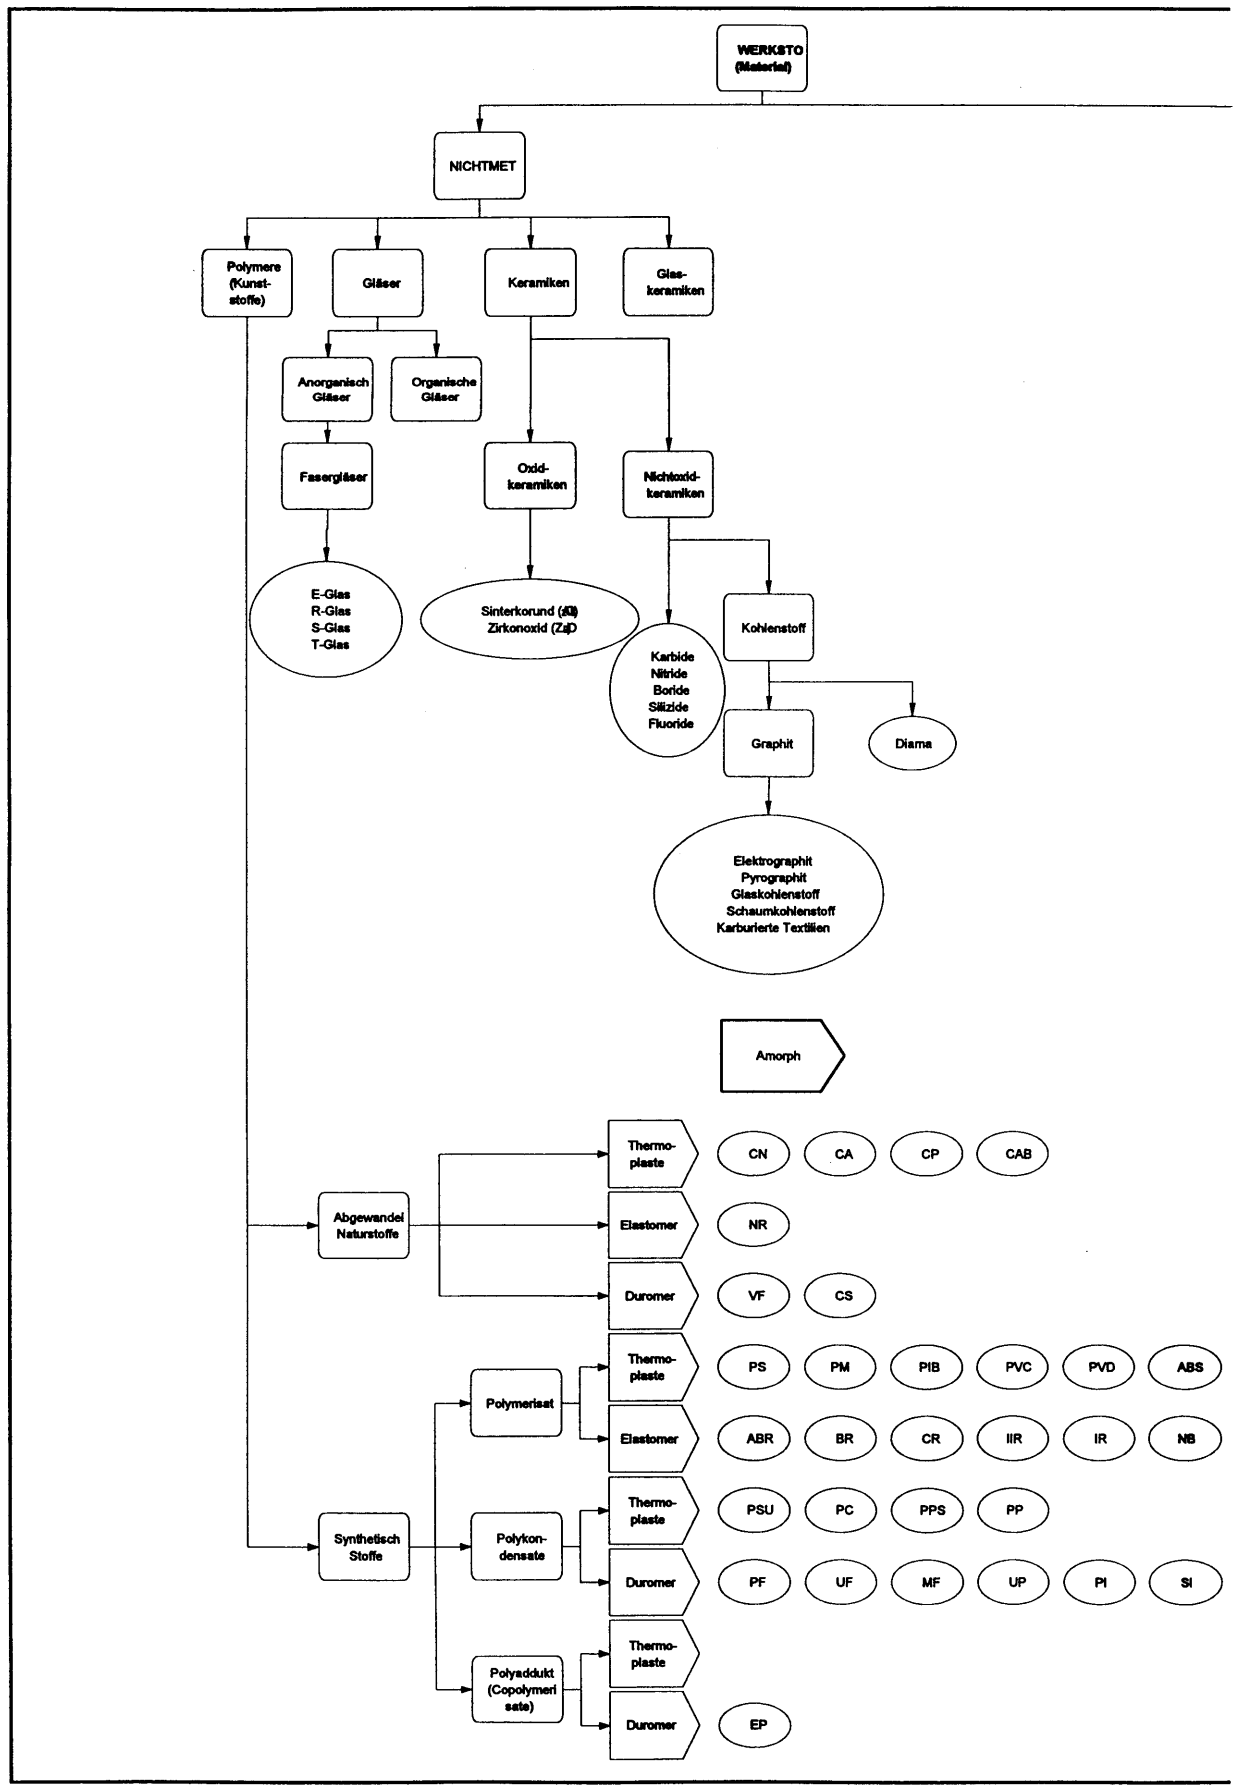 WERKSTO
(Material)
NICHTMET
Polymere
(Kunst-
stoffe)
Gläser
Keramiken
Glas-
keramiken
Anorganisch
Gläser
Organische
Gläser
Fasergläser
Oxid-
keramiken
Nichtoxid-
keramiken
E-Glas
R-Glas
S-Glas
T-Glas
Sinterkorund
Zirkonoxid
Karbide
Nitride
Boride
Silizide
Fluoride
Kohlenstoff
Graphit
Diama
Elektrographit
Pyrographit
Glaskohlenstoff
Schaumkohlenstoff
Karburierte Textilien
Amorph
Thermo-
plaste
CN CA CP CAB
Abgewandel
Naturstoffe
Elastomer
NR
Duromer
VF CS
Thermo-
plaste
PS PM PIB PVC PVD ABS
Polymerisat
Elastomer
ABR BR CR IIR IR NB
Thermo-
plaste
PSU PC PPS PP
Synthetisch
Stoffe
Polykon-
densate
Duromer
PF UF MF UP PI SI
Thermo-
plaste
Polyaddukt
(Copolymeri
sate)
Duromer
EP